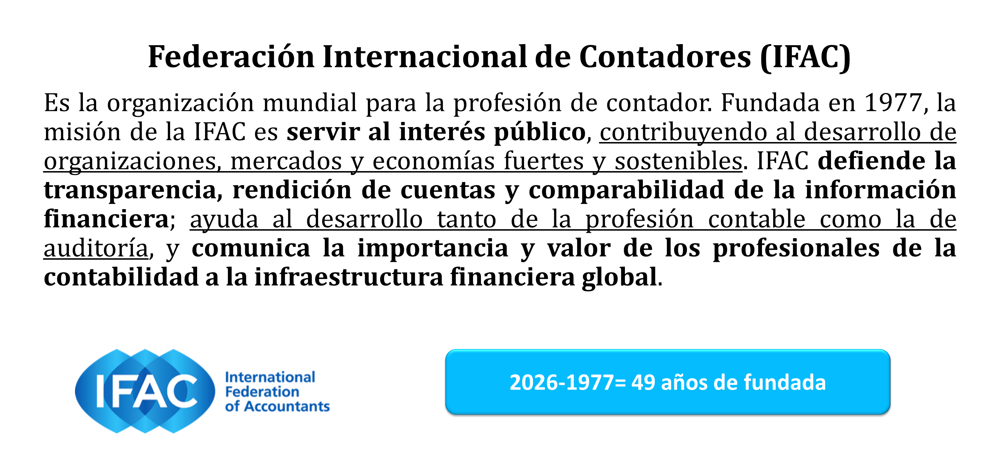 Federación Internacional de Contadores (IFAC)
Es la organización mundial para la profesión de contador. Fundada en 1977, la
misión de la IFAC es servir al interés público, contribuyendo al desarrollo de
organizaciones, mercados y economías fuertes y sostenibles. IFAC defiende la
transparencia, rendición de cuentas y comparabilidad de la información
financiera; ayuda al desarrollo tanto de la profesión contable como la de
auditoría, y comunica la importancia y valor de los profesionales de la
contabilidad a la infraestructura financiera global.
IFAC
International
Federation
of Accountants
2026-1977= 49 años de fundada